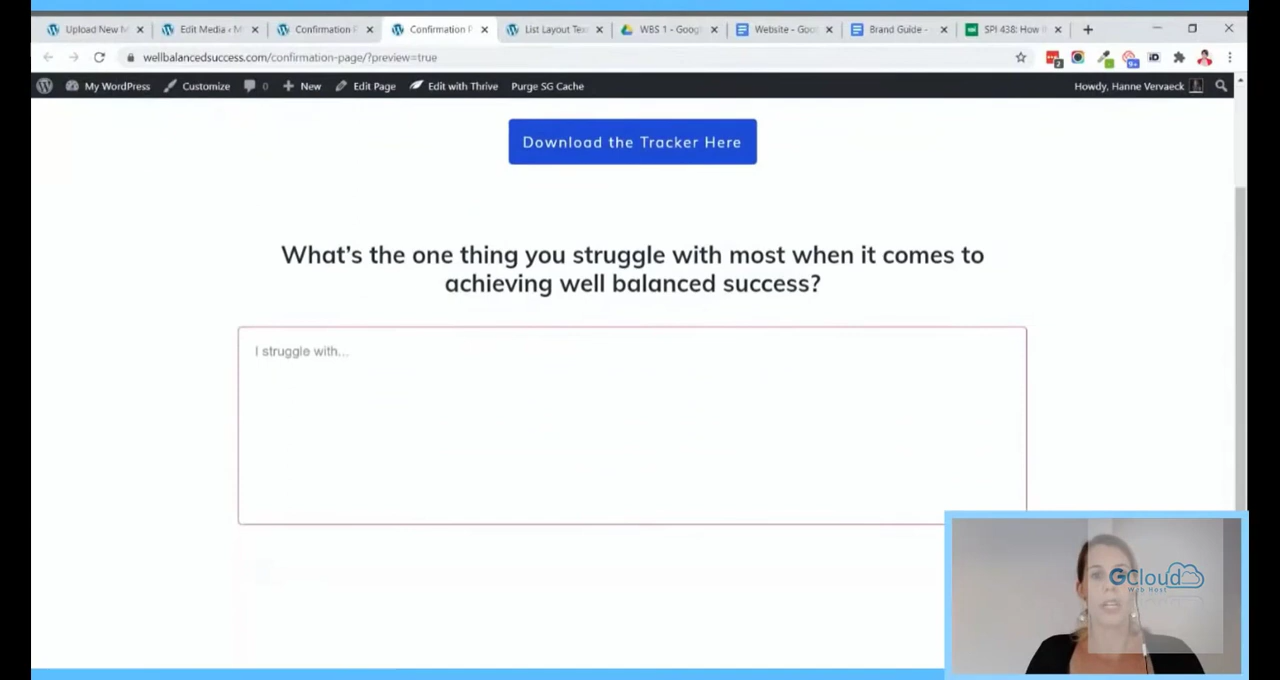 Upload New M
Edit Media ‹ M
Confirmation P
Confirmation P
List Layout Tex
WBS 1 - Googl
Website - Goo
Brand Guide -
SPI 438: How I
wellbalancedsuccess.com/confirmation-page/?preview=true
My WordPress
Customize
0
New
Edit Page
Edit with Thrive
Purge SG Cache
Howdy, Hanne Vervaeck
Download the Tracker Here
What's the one thing you struggle with most when it comes to
achieving well balanced success?
I struggle with...
GCloud
Web Host